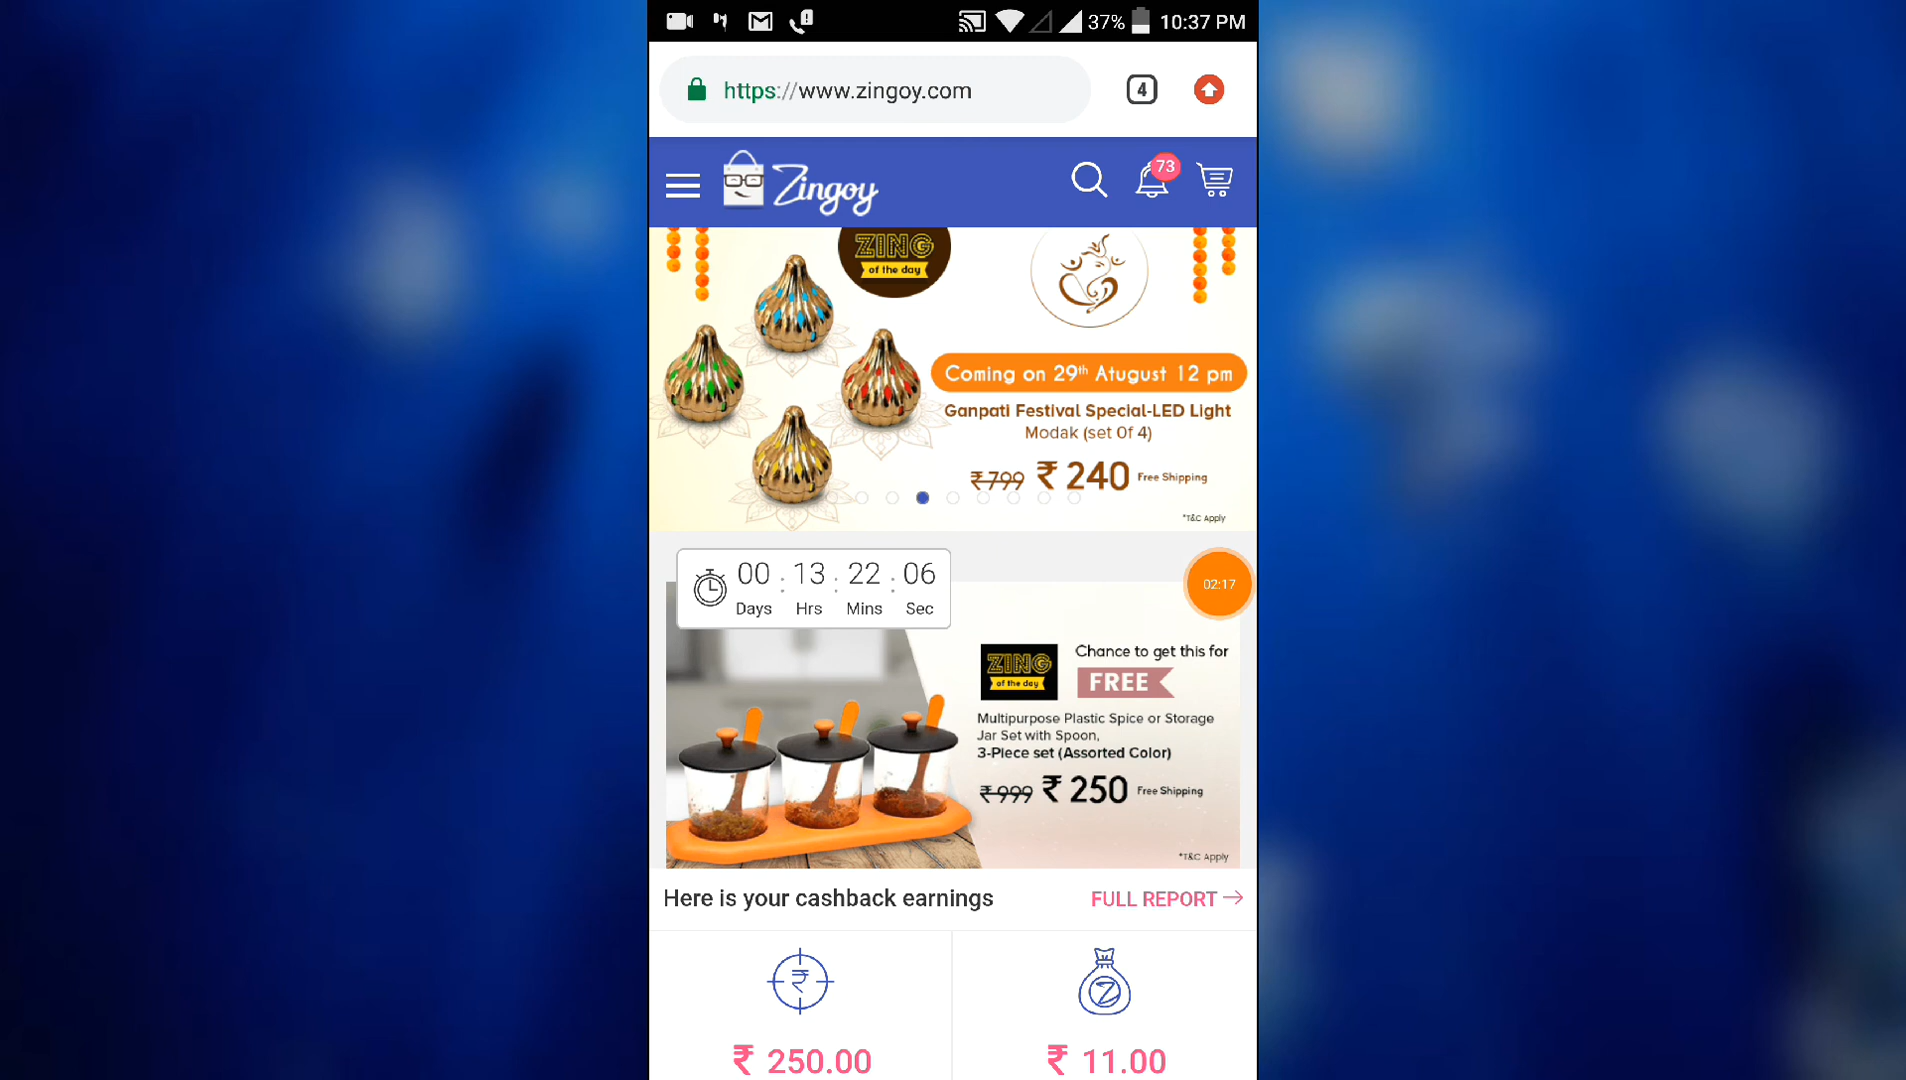 37% 10:37 PM
https://www.zingoy.com
4
Zingoy
73
ZING
of the day
Coming on 29th Atugust 12 pm
Ganpati Festival Special-LED Light
Modak (set 0f 4)
₹ 799 ₹ 240 Free Shipping
*T&C Apply
00 : 13 : 22 : 06
Days Hrs Mins Sec
02:17
ZING
of the day
Chance to get this for
FREE
Multipurpose Plastic Spice or Storage
Jar Set with Spoon,
3-Piece set (Assorted Color)
₹ 999 ₹ 250 Free Shipping
*T&C Apply
Here is your cashback earnings FULL REPORT →
₹ 250.00
₹ 11.00